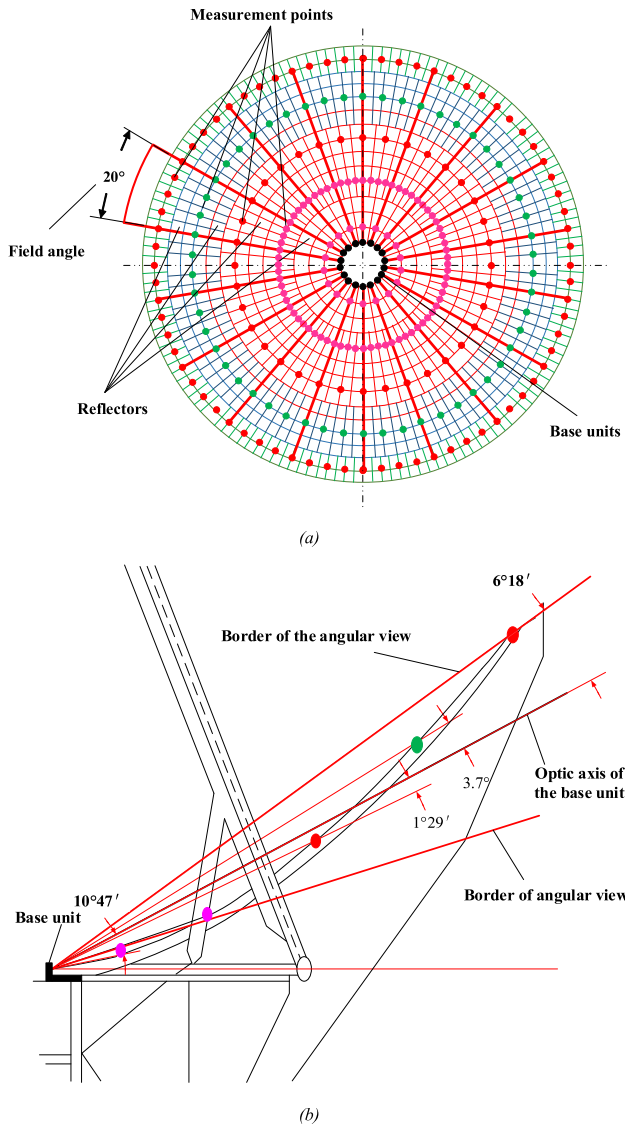 Measurement points
20°
Field angle
Reflectors
Base units
(a)
6°18′
Border of the angular view
Optic axis of
the base unit
3.7°
1°29′
10°47′
Border of angular view
Base unit
(b)